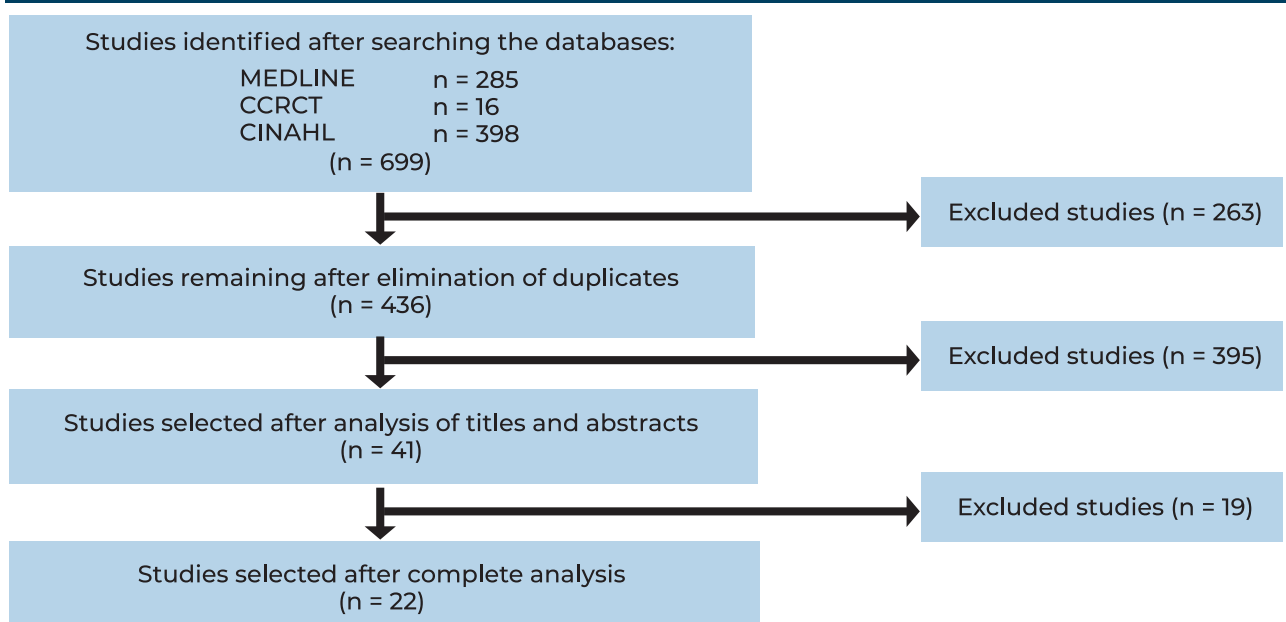 Studies identified after searching the databases:
MEDLINE n = 285
CCRCT n = 16
CINAHL n = 398
(n = 699)
Excluded studies (n = 263)
Studies remaining after elimination of duplicates
(n = 436)
Excluded studies (n = 395)
Studies selected after analysis of titles and abstracts
(n = 41)
Excluded studies (n = 19)
Studies selected after complete analysis
(n = 22)